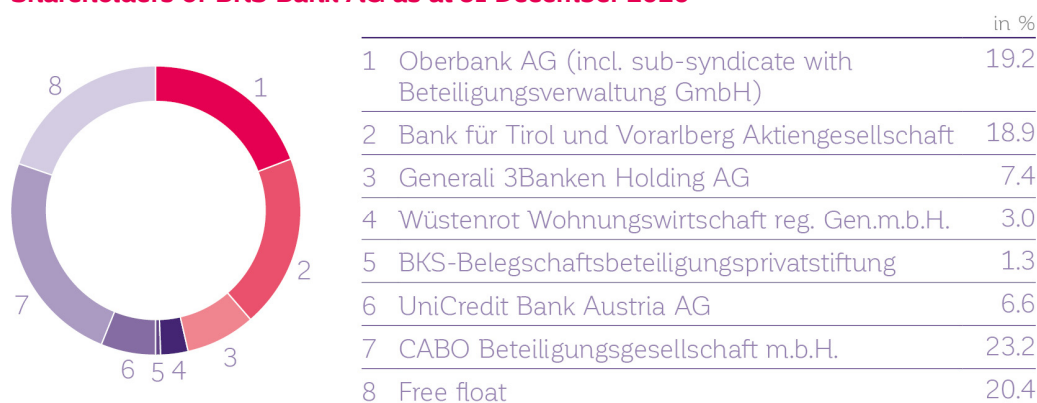 in %
1 Oberbank AG (incl. sub-syndicate with 19.2
Beteiligungsverwaltung GmbH)
2 Bank für Tirol und Vorarlberg Aktiengesellschaft 18.9
3 Generali 3Banken Holding AG 7.4
4 Wüstenrot Wohnungswirtschaft reg. Gen.m.b.H. 3.0
5 BKS-Belegschaftsbeteiligungsprivatstiftung 1.3
6 UniCredit Bank Austria AG 6.6
7 CABO Beteiligungsgesellschaft m.b.H. 23.2
8 Free float 20.4
8
1
2
7
3
6 5 4